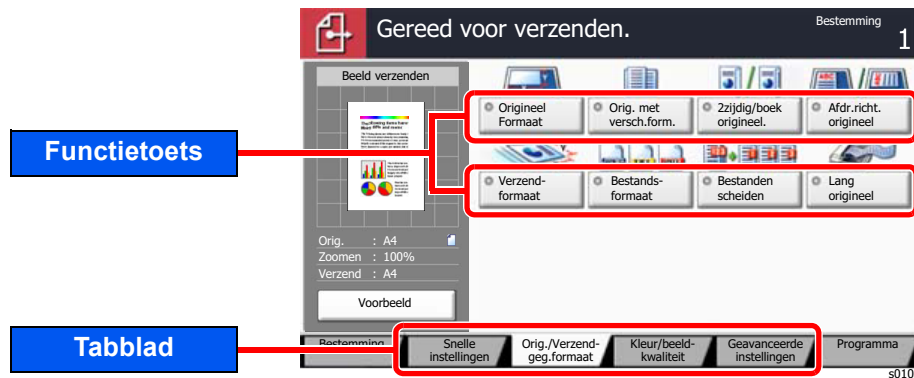 Gereed voor verzenden.
Bestemming
1
Beeld verzenden
Origineel
Formaat
Orig. met
versch.form.
2zijdig/boek
origineel.
Afdr.richt.
origineel
Functietoets
Verzend-
formaat
Bestands-
formaat
Bestanden
scheiden
Lang
origineel
Orig. : A4
Zoomen : 100%
Verzend : A4
Voorbeeld
Tabblad
Bestemming
Snelle
instellingen
Orig./Verzend-
geg.formaat
Kleur/beeld-
kwaliteit
Geavanceerde
instellingen
Programma
s010